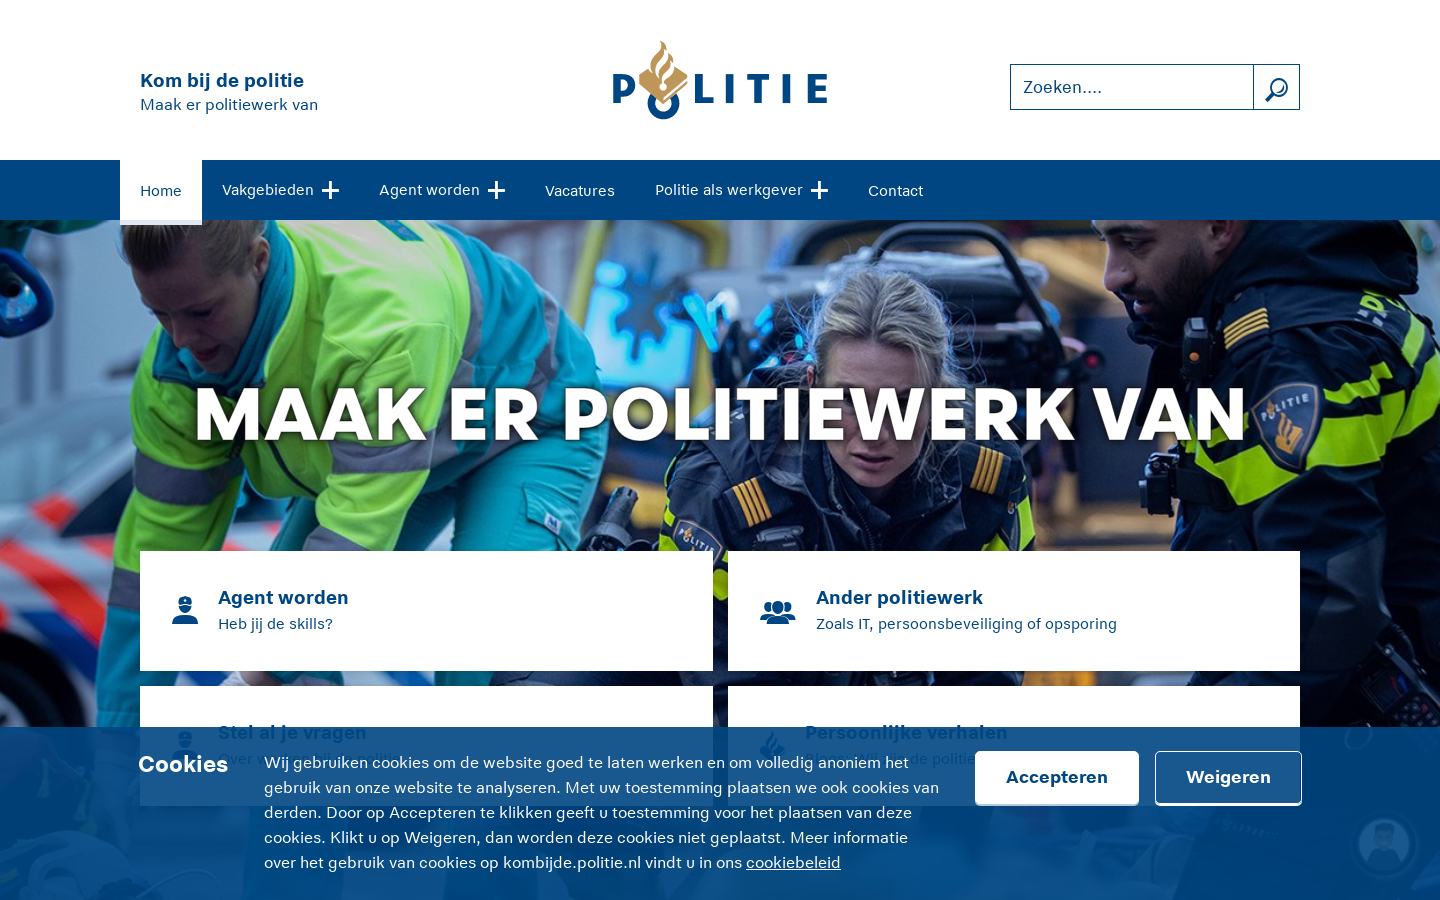 Kom bij de politie
Maak er politiewerk van
POLITIE
Zoeken....
Home
Vakgebieden
Agent worden
Vacatures
Politie als werkgever
Contact
MAAK ER POLITIEWERK VAN
POLITIE
POLITIE
Agent worden
Heb jij de skills?
Ander politiewerk
Zoals IT, persoonsbeveiliging of opsporing
Stel al je vragen
Persoonlijke verhalen
Cookies
Wij gebruiken cookies om de website goed te laten werken en om volledig anoniem het
gebruik van onze website te analyseren. Met uw toestemming plaatsen we ook cookies van
derden. Door op Accepteren te klikken geeft u toestemming voor het plaatsen van deze
cookies. Klikt u op Weigeren, dan worden deze cookies niet geplaatst. Meer informatie
over het gebruik van cookies op kombijde.politie.nl vindt u in ons cookiebeleid
Accepteren
Weigeren